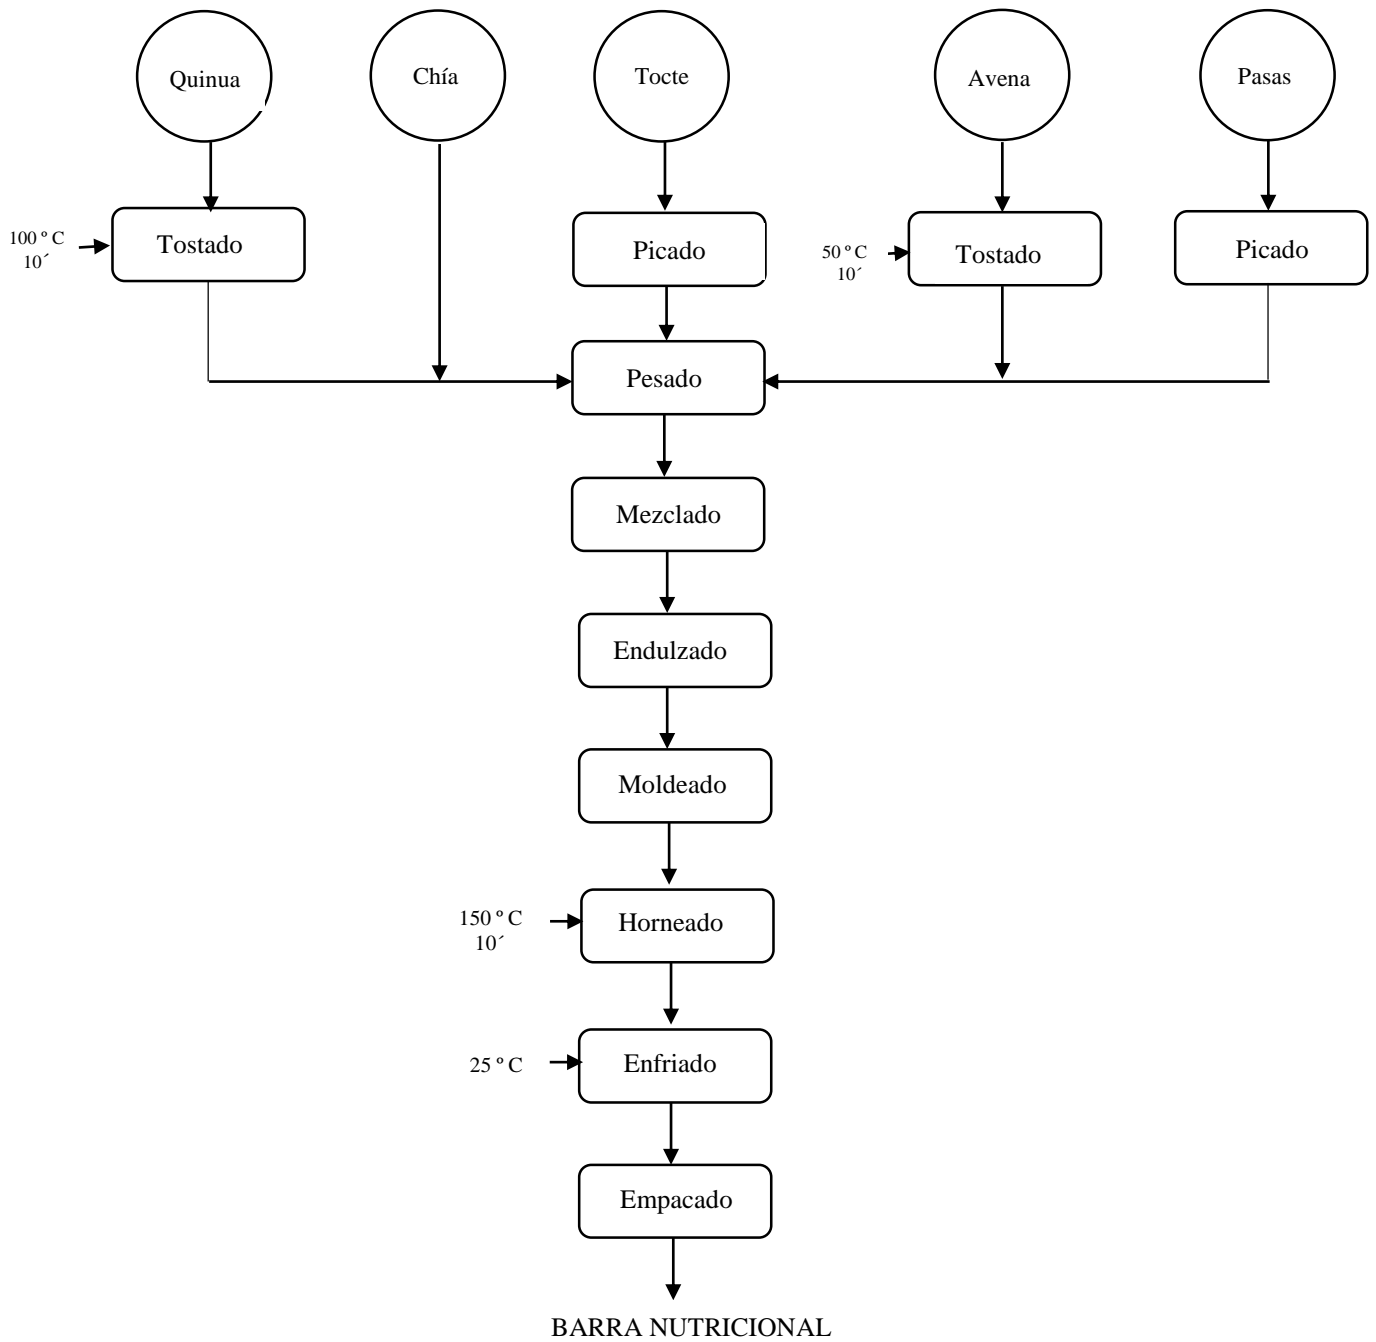 Quinua
Chía
Tocte
Avena
Pasas
100 º C
10´
Tostado
Picado
50 º C
10´
Tostado
Picado
Pesado
Mezclado
Endulzado
Moldeado
150 º C
10´
Horneado
25 º C
Enfriado
Empacado
BARRA NUTRICIONAL